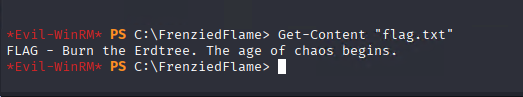 *Evil-WinRM* PS C:\FrenziedFlame> Get-Content "flag.txt"
FLAG - Burn the Erdtree. The age of chaos begins.
*Evil-WinRM* PS C:\FrenziedFlame>